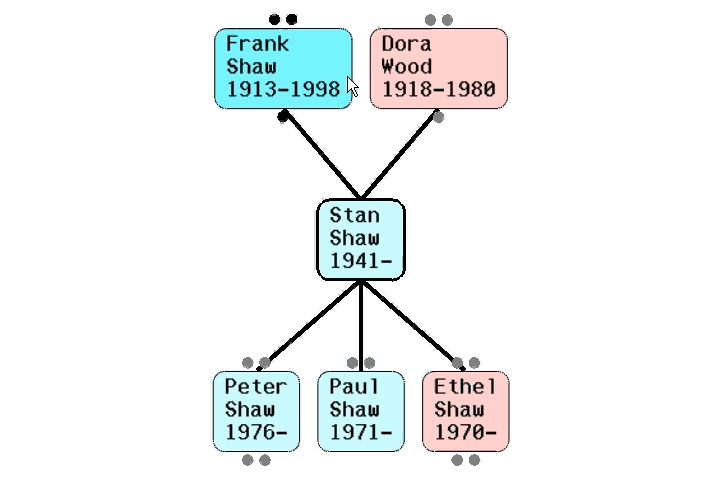 Frank
Shaw
1913-1998
Dora
Wood
1918-1980
Stan
Shaw
1941-
Peter
Shaw
1976-
Paul
Shaw
1971-
Ethel
Shaw
1970-